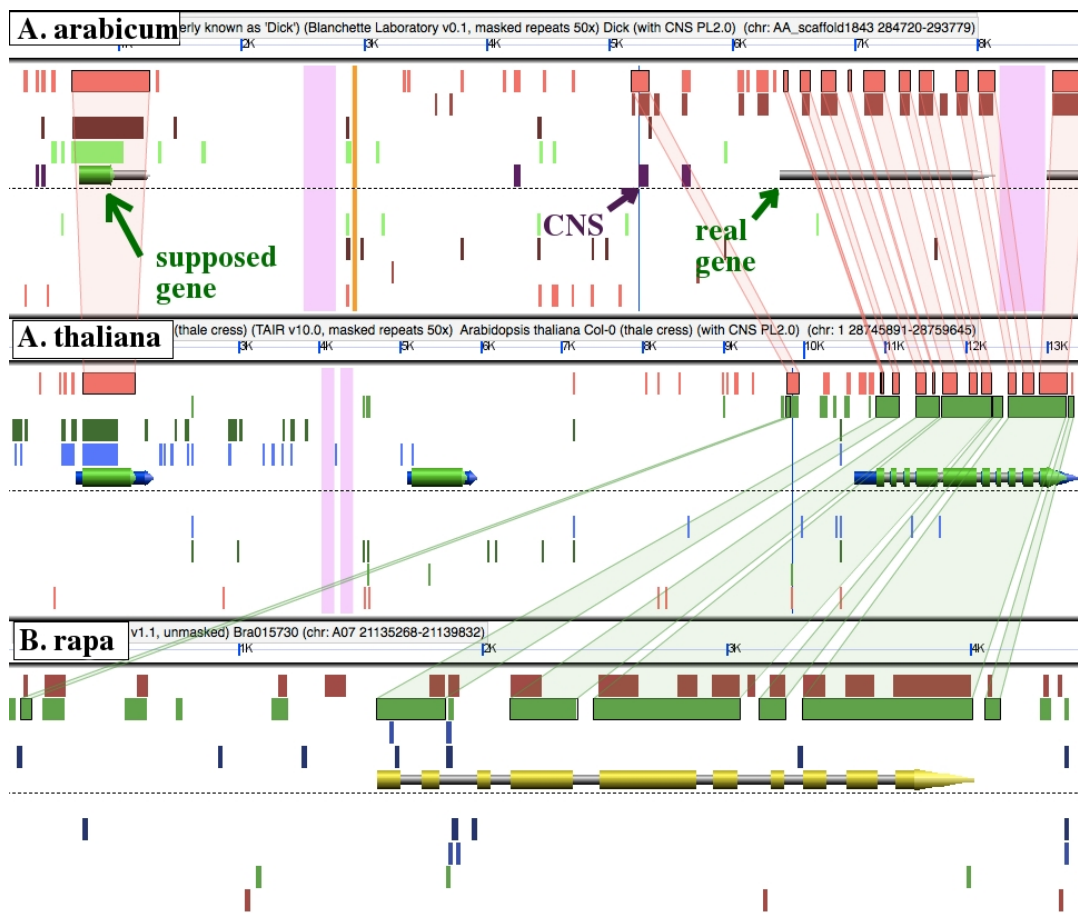 A. arabicum
erly known as 'Dick') (Blanchette Laboratory v0.1, masked repeats 50x) Dick (with CNS PL2.0) (chr: AA_scaffold1843 284720-293779)
2K 3K 4K 5K 6K 7K 8K
supposed
gene
CNS
real
gene
A. thaliana
(thale cress) (TAIR v10.0, masked repeats 50x) Arabidopsis thaliana Col-0 (thale cress) (with CNS PL2.0) (chr: 1 28745891-28759645)
3K 4K 5K 6K 7K 8K 9K 10K 11K 12K 13K
B. rapa
v1.1, unmasked) Bra015730 (chr: A07 21135268-21139832)
1K 2K 3K 4K